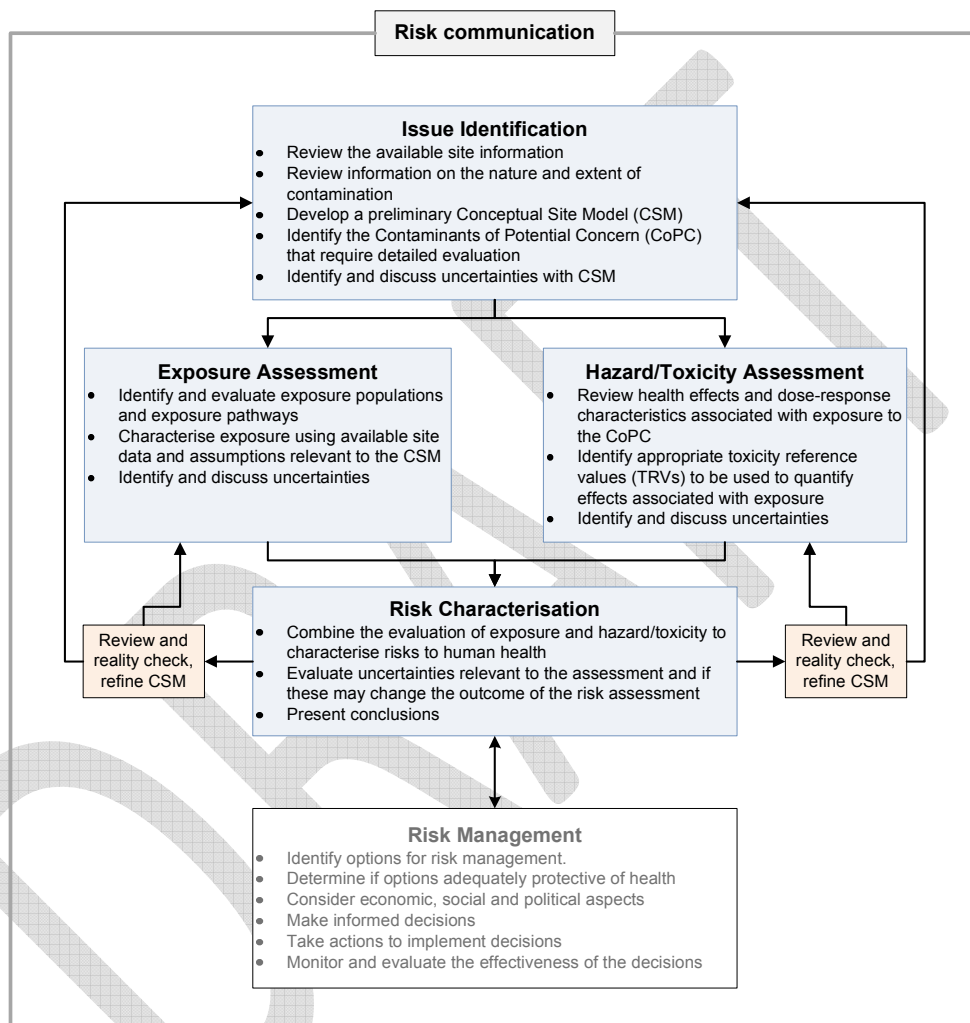 Risk communication
Issue Identification
• Review the available site information
• Review information on the nature and extent of
contamination
• Develop a preliminary Conceptual Site Model (CSM)
• Identify the Contaminants of Potential Concern (CoPC)
that require detailed evaluation
• Identify and discuss uncertainties with CSM
Exposure Assessment
• Identify and evaluate exposure populations
and exposure pathways
• Characterise exposure using available site
data and assumptions relevant to the CSM
• Identify and discuss uncertainties
Hazard/Toxicity Assessment
• Review health effects and dose-response
characteristics associated with exposure to
the CoPC
• Identify appropriate toxicity reference
values (TRVs) to be used to quantify
effects associated with exposure
• Identify and discuss uncertainties
Review and
reality check,
refine CSM
Risk Characterisation
• Combine the evaluation of exposure and hazard/toxicity to
characterise risks to human health
• Evaluate uncertainties relevant to the assessment and if
these may change the outcome of the risk assessment
• Present conclusions
Review and
reality check,
refine CSM
Risk Management
• Identify options for risk management.
• Determine if options adequately protective of health
• Consider economic, social and political aspects
• Make informed decisions
• Take actions to implement decisions
• Monitor and evaluate the effectiveness of the decisions
DRAFT